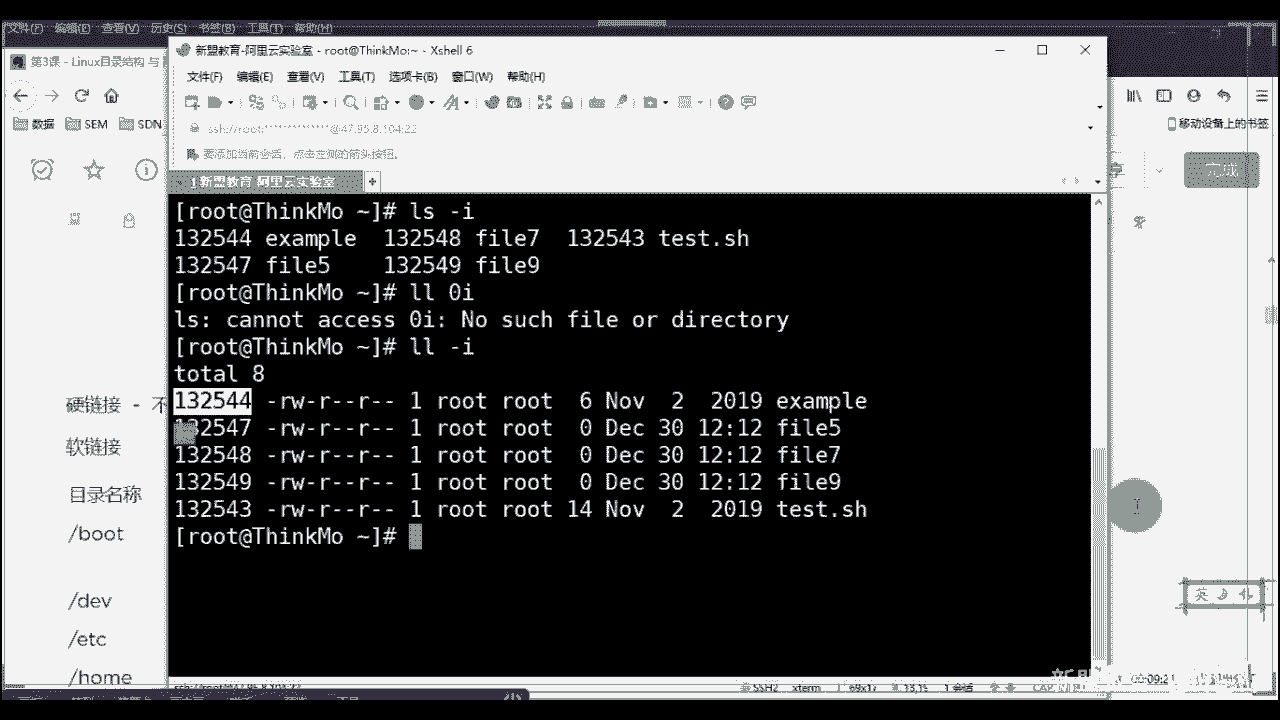 文件(F) 编辑(E) 查看(V) 历史(S) 书签(B) 工具(T) 帮助(H)
第3课 - Linux目录结构 与
新盟教育-阿里云实验室 - root@ThinkMo:~ - Xshell 6
文件(F) 编辑(E) 查看(V) 工具(T) 选项卡(B) 窗口(W) 帮助(H)
数据 SEM SDN
移动设备上的书签
要添加当前会话，点击左侧的箭头按钮。
1 新盟教育-阿里云实验室
完成
[root@ThinkMo ~]# ls -i
132544 example 132548 file7 132543 test.sh
132547 file5 132549 file9
[root@ThinkMo ~]# ll 0i
ls: cannot access 0i: No such file or directory
[root@ThinkMo ~]# ll -i
total 8
132544 -rw-r--r-- 1 root root 6 Nov 2 2019 example
132547 -rw-r--r-- 1 root root 0 Dec 30 12:12 file5
132548 -rw-r--r-- 1 root root 0 Dec 30 12:12 file7
132549 -rw-r--r-- 1 root root 0 Dec 30 12:12 file9
132543 -rw-r--r-- 1 root root 14 Nov 2 2019 test.sh
[root@ThinkMo ~]#
硬链接 - 不
软链接
目录名称
/boot
/dev
/etc
/home
英
SSH2 xterm 69x17 13,19 1 会话